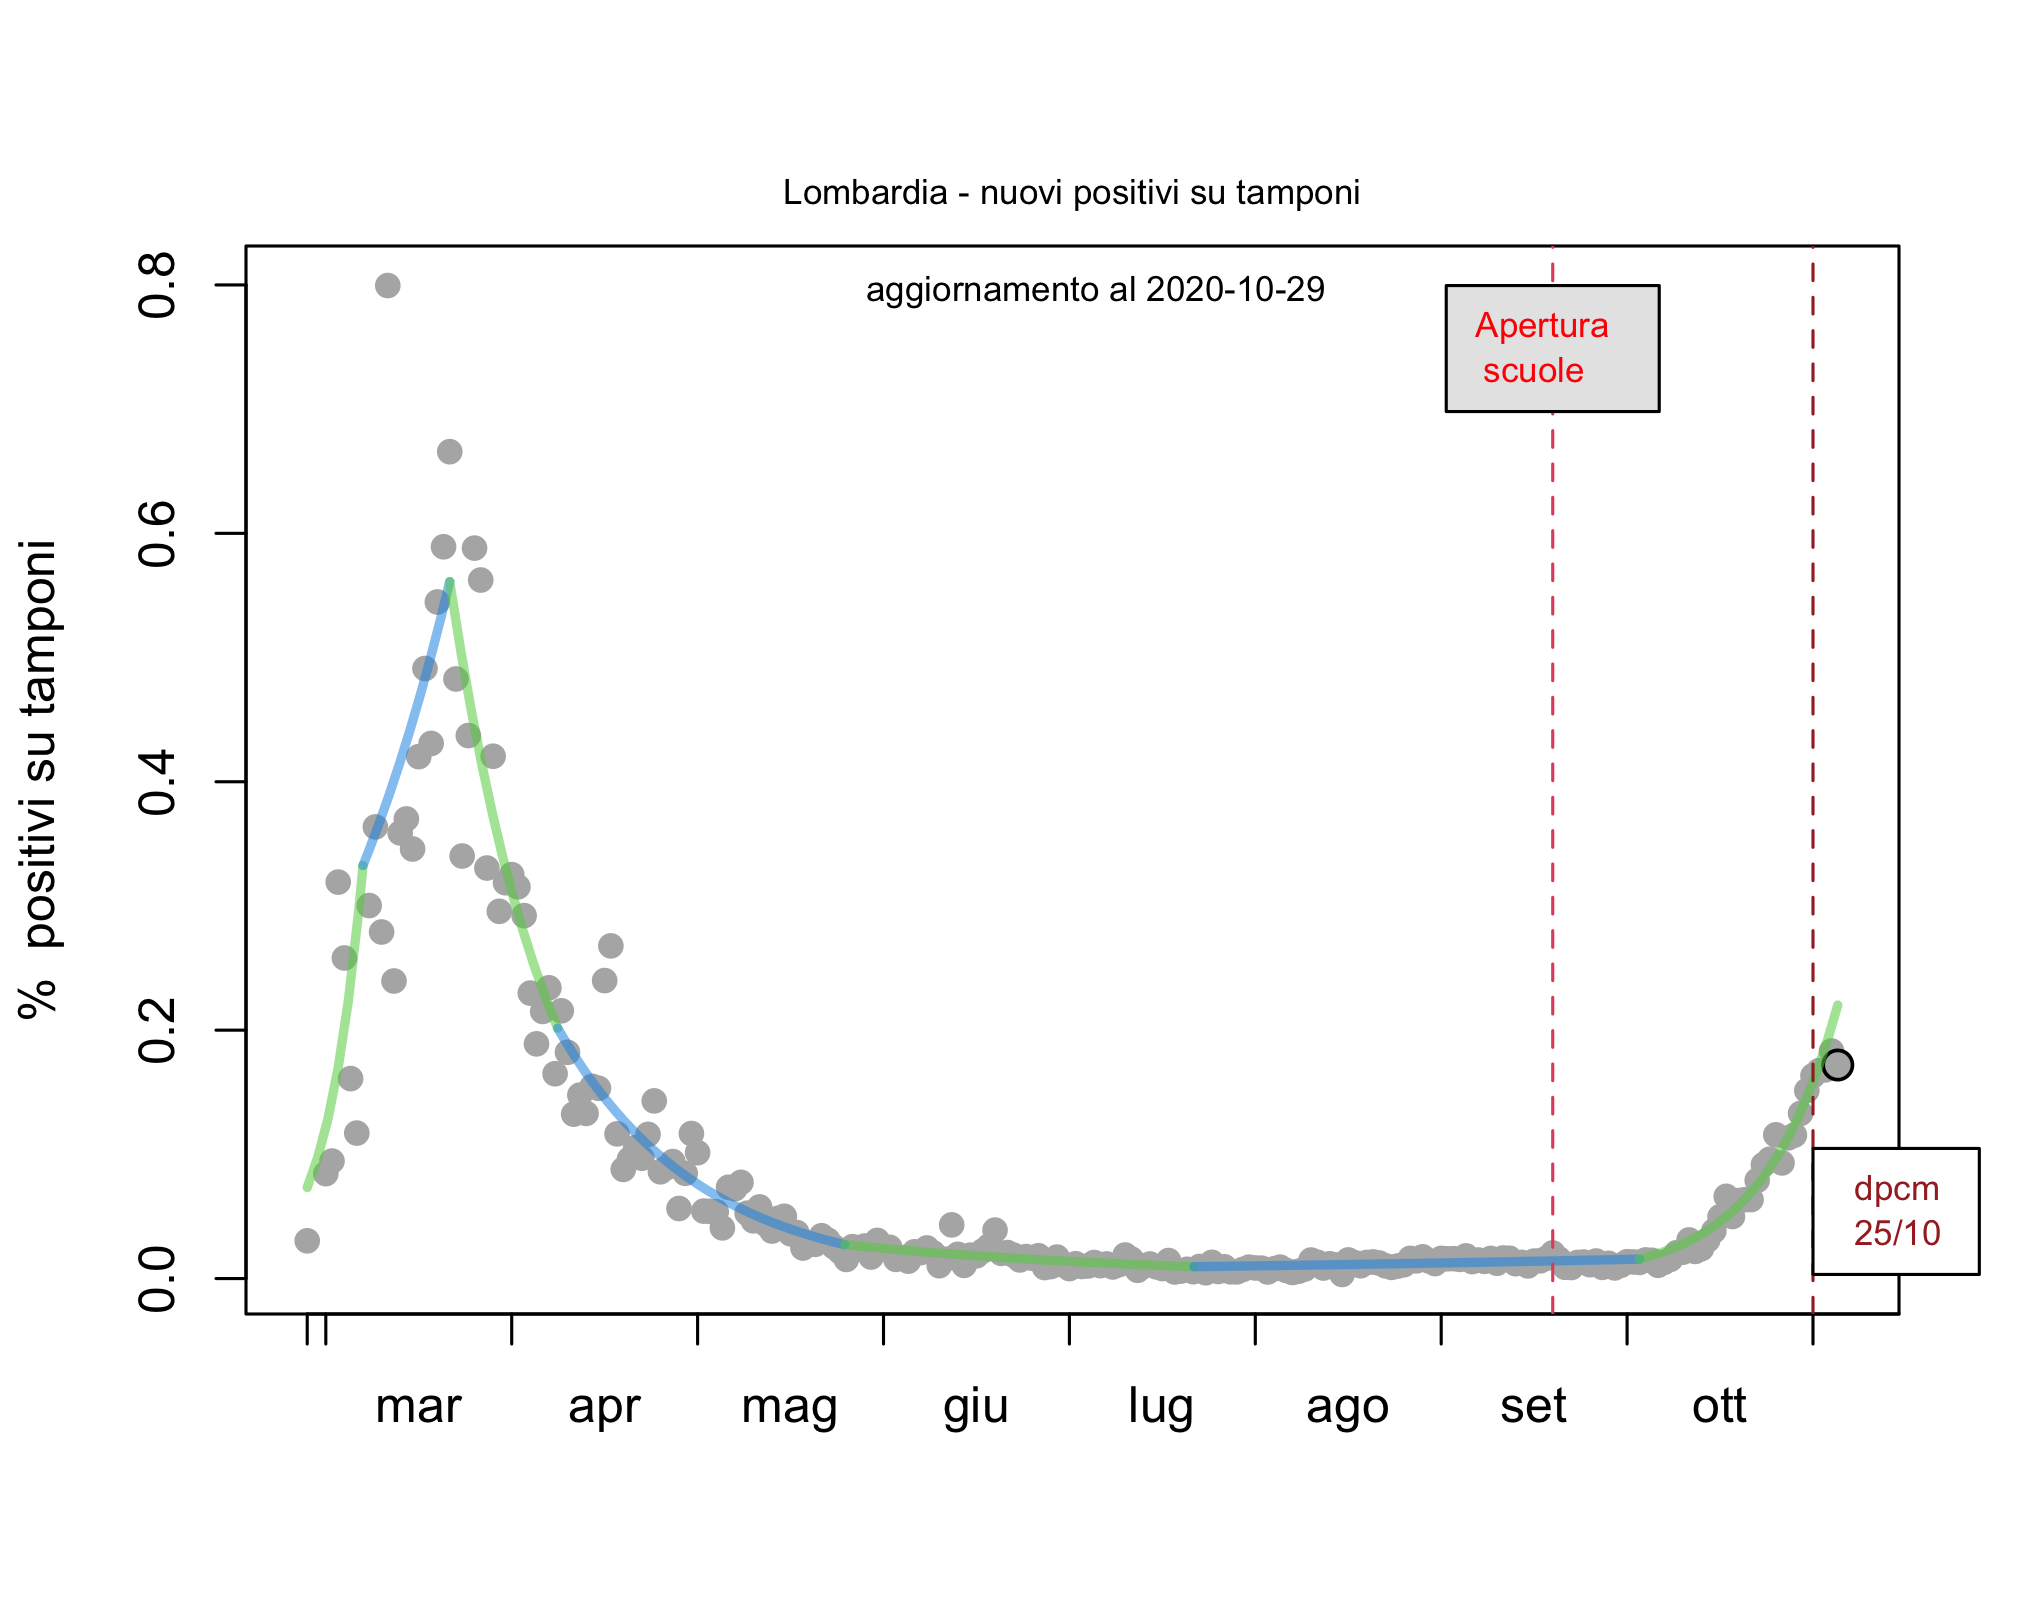 Lombardia - nuovi positivi su tamponi
aggiornamento al 2020-10-29
Apertura
scuole
dpcm
25/10
% positivi su tamponi
0.8
0.6
0.4
0.2
0.0
mar apr mag giu lug ago set ott